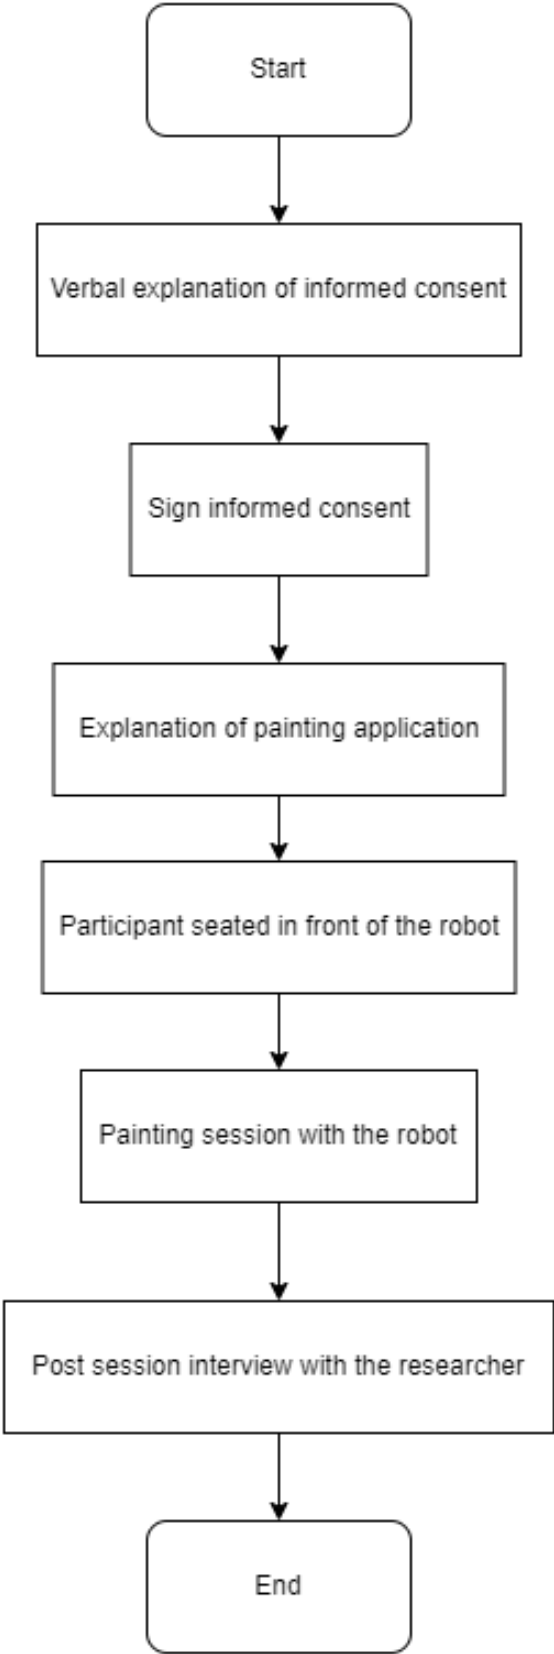 Start
Verbal explanation of informed consent
Sign informed consent
Explanation of painting application
Participant seated in front of the robot
Painting session with the robot
Post session interview with the researcher
End